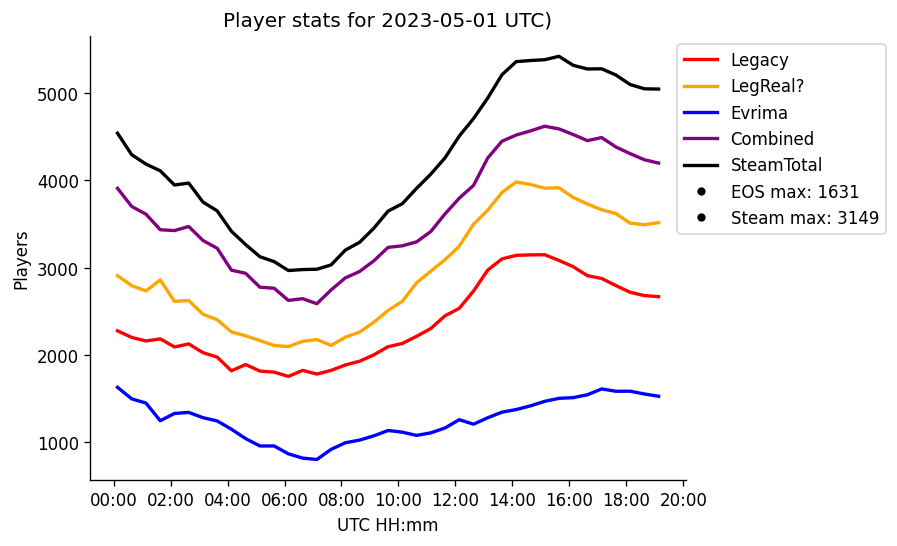 Player stats for 2023-05-01 UTC)
Players
5000
4000
3000
2000
1000
00:00 02:00 04:00 06:00 08:00 10:00 12:00 14:00 16:00 18:00 20:00
UTC HH:mm
Legacy
LegReal?
Evrima
Combined
SteamTotal
EOS max: 1631
Steam max: 3149